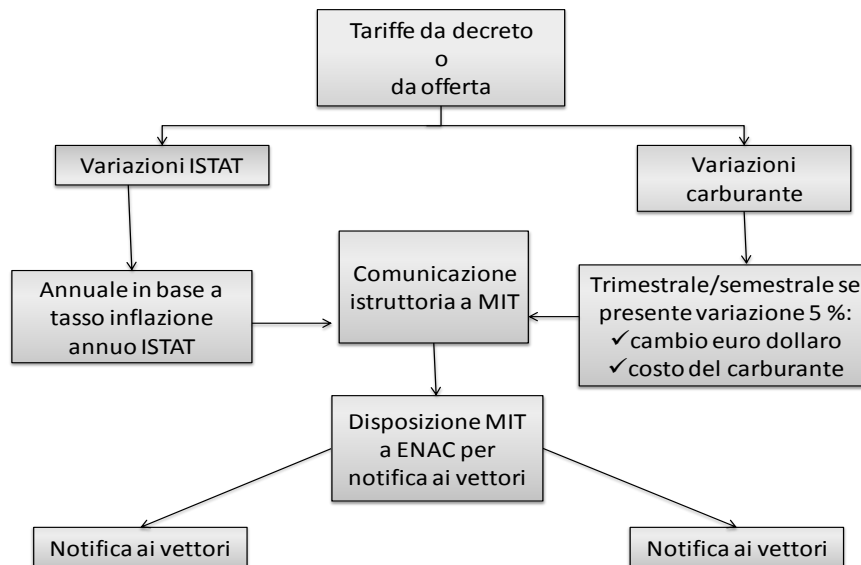 Tariffe da decreto
o
da offerta
Variazioni ISTAT
Variazioni
carburante
Annuale in base a
tasso inflazione
annuo ISTAT
Comunicazione
istruttoria a MIT
Trimestrale/semestrale se
presente variazione 5 %:
✓cambio euro dollaro
✓costo del carburante
Disposizione MIT
a ENAC per
notifica ai vettori
Notifica ai vettori
Notifica ai vettori